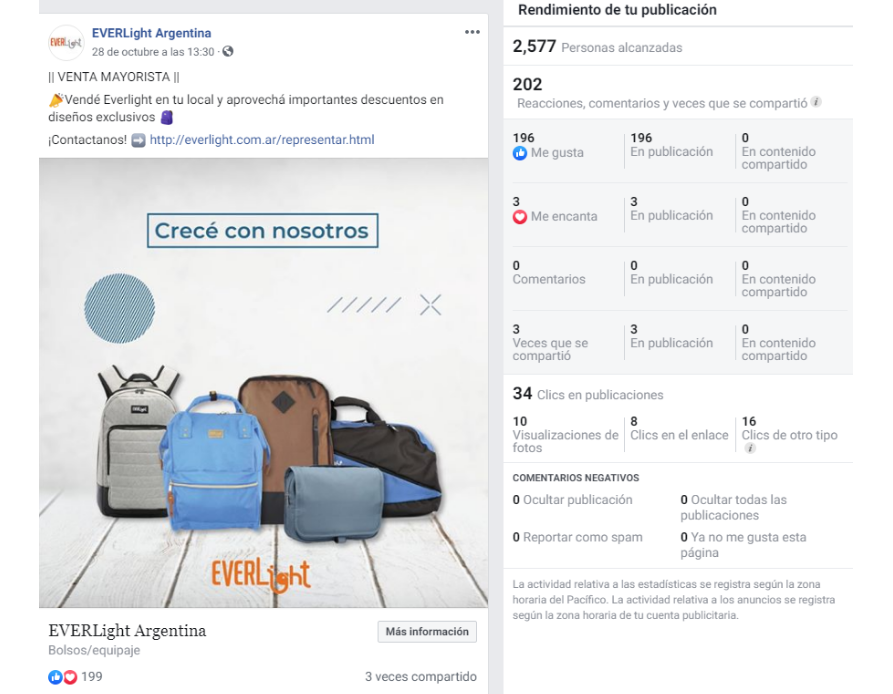 EVERLight
EVERLight Argentina
28 de octubre a las 13:30 ·
|| VENTA MAYORISTA ||
Vendé Everlight en tu local y aprovechá importantes descuentos en
diseños exclusivos
¡Contactanos! http://everlight.com.ar/representar.html
Crecé con nosotros
EVERLight
EVERLight Argentina
Bolsos/equipaje
Más información
199
3 veces compartido
Rendimiento de tu publicación
2,577 Personas alcanzadas
202
Reacciones, comentarios y veces que se compartió
196
Me gusta
196
En publicación
0
En contenido
compartido
3
Me encanta
3
En publicación
0
En contenido
compartido
0
Comentarios
0
En publicación
0
En contenido
compartido
3
Veces que se
compartió
3
En publicación
0
En contenido
compartido
34 Clics en publicaciones
10
Visualizaciones de
fotos
8
Clics en el enlace
16
Clics de otro tipo
COMENTARIOS NEGATIVOS
0 Ocultar publicación
0 Ocultar todas las
publicaciones
0 Reportar como spam
0 Ya no me gusta esta
página
La actividad relativa a las estadísticas se registra según la zona
horaria del Pacífico. La actividad relativa a los anuncios se registra
según la zona horaria de tu cuenta publicitaria.